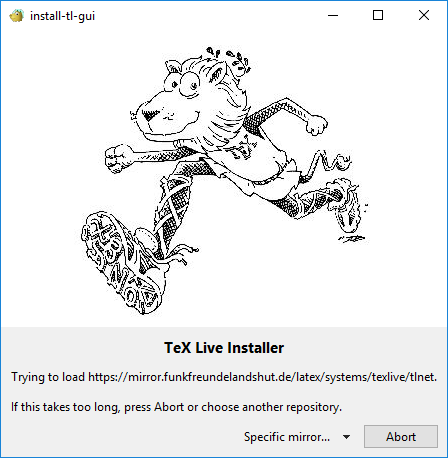 install-tl-gui
TeX Live Installer
Trying to load https://mirror.funkfreundelandshut.de/latex/systems/texlive/tlnet.
If this takes too long, press Abort or choose another repository.
Specific mirror...
Abort